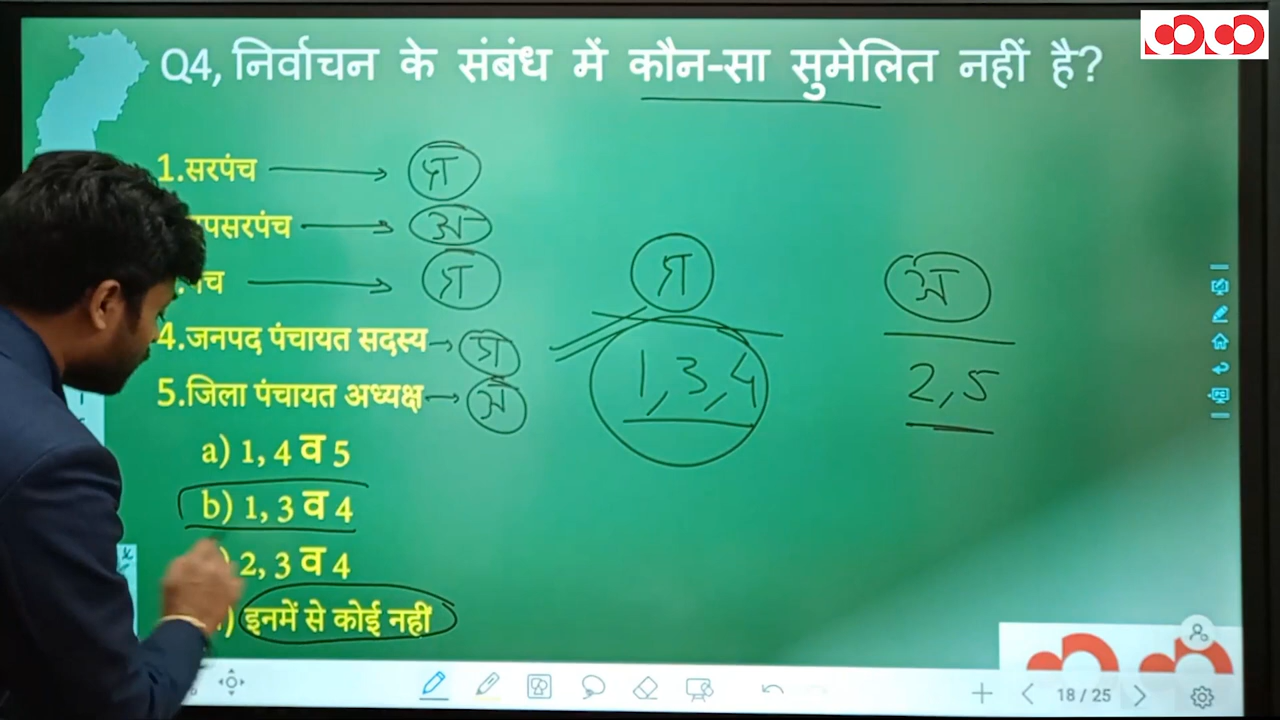 Q4, निर्वाचन के संबंध में कौन-सा सुमेलित नहीं है?
1.सरपंच → प्र
पसरपंच → अ
पंच → प्र
4.जनपद पंचायत सदस्य → प्र
5.जिला पंचायत अध्यक्ष → अ
प्र
1,3,4
अ
2,5
a) 1, 4 व 5
b) 1, 3 व 4
) 2, 3 व 4
) इनमें से कोई नहीं
18 / 25